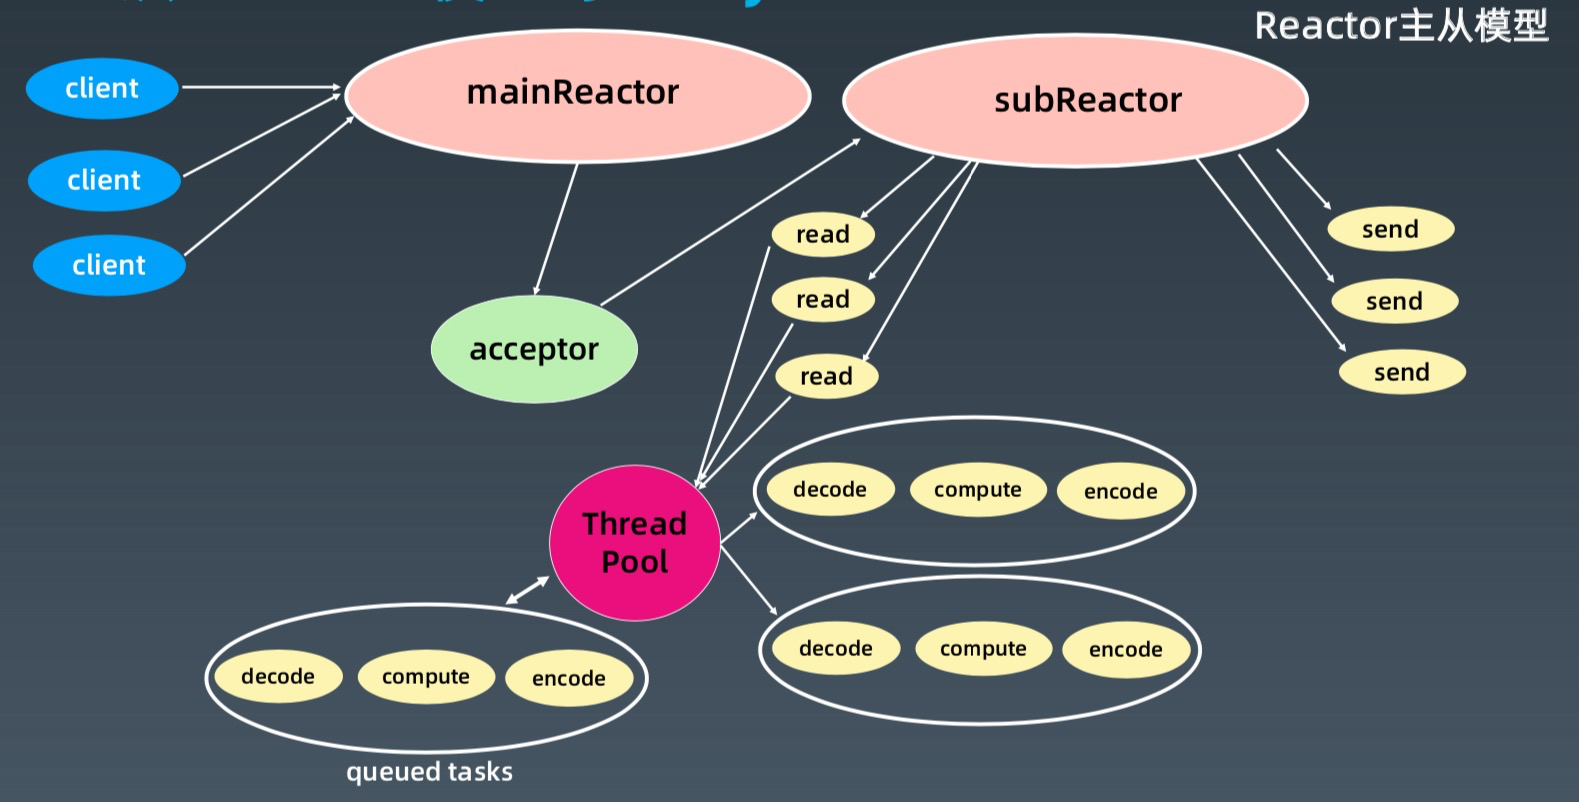 Reactor主从模型
client
mainReactor
subReactor
client
client
acceptor
read
read
read
send
send
send
Thread
Pool
decode
compute
encode
decode
compute
encode
decode
compute
encode
queued tasks